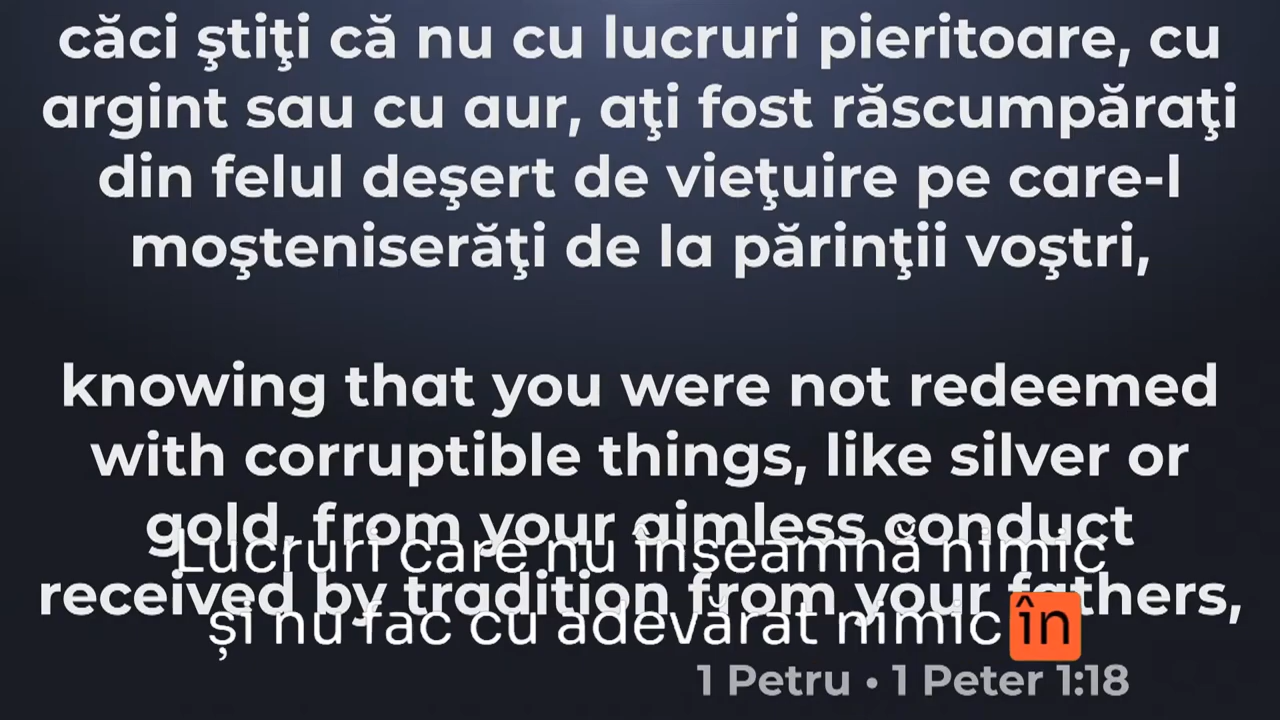 căci ştiţi că nu cu lucruri pieritoare, cu
argint sau cu aur, aţi fost răscumpăraţi
din felul deşert de vieţuire pe care-l
moşteniserăţi de la părinţii voştri,
knowing that you were not redeemed
with corruptible things, like silver or
gold, from your aimless conduct
Lucruri care nu înseamnă nimic
received by tradition from your fathers,
și nu fac cu adevărat nimic în
1 Petru • 1 Peter 1:18